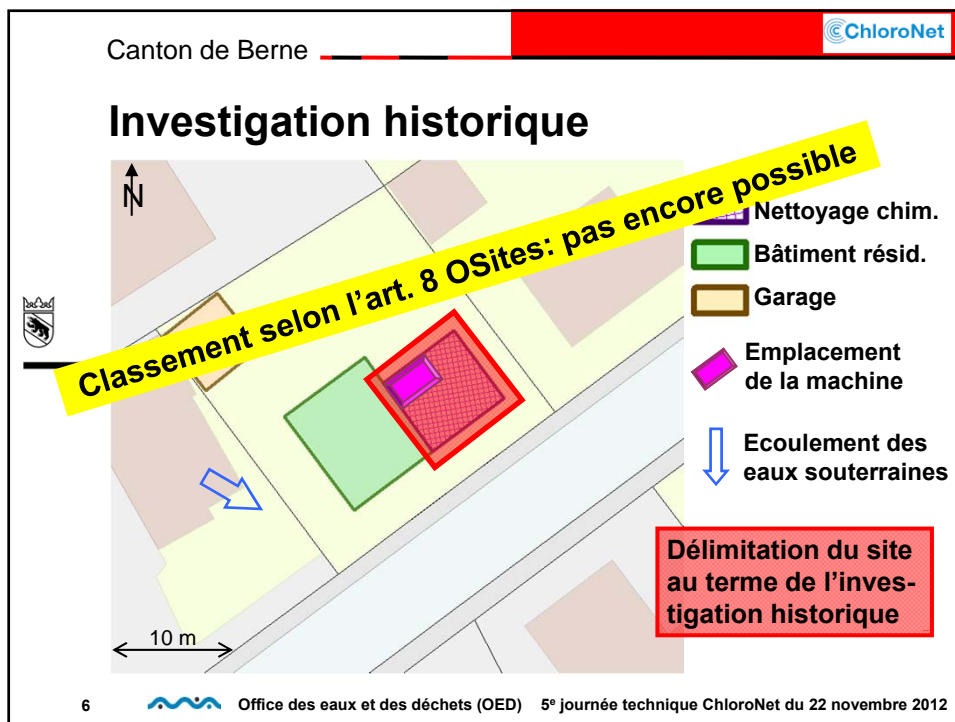 Canton de Berne
ChloroNet
Investigation historique
N
Classement selon l'art. 8 OSites: pas encore possible
Nettoyage chim.
Bâtiment résid.
Garage
Emplacement
de la machine
Ecoulement des
eaux souterraines
Délimitation du site
au terme de l'inves-
tigation historique
10 m
6 Office des eaux et des déchets (OED) 5e journée technique ChloroNet du 22 novembre 2012